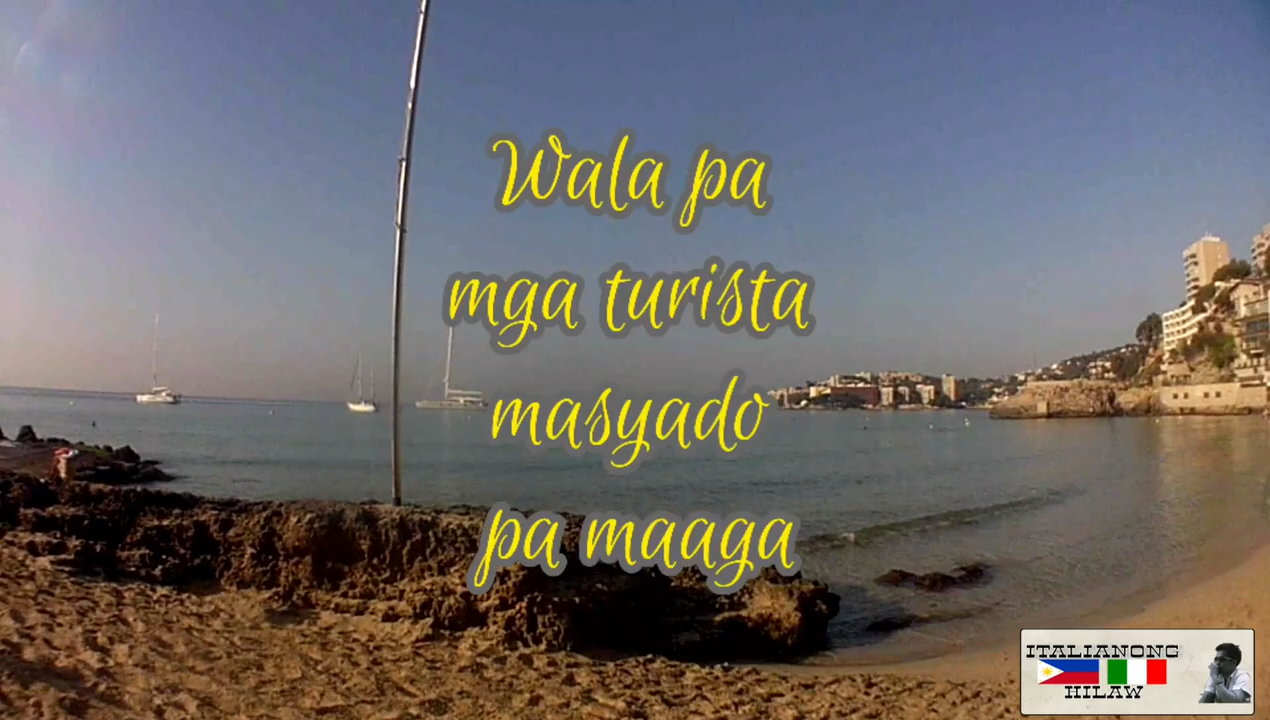 Wala pa
mga turista
masyado
pa maaga
ITALIANONG
HILAW